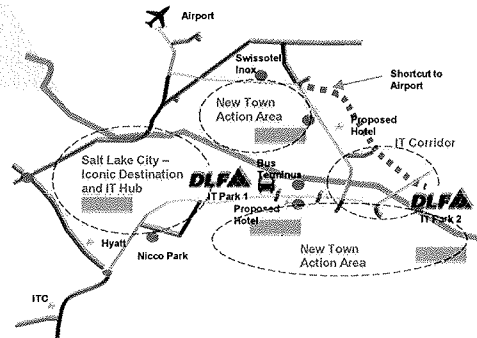 Airport
Swissotel
Inox
Shortcut to
Airport
New Town
Action Area
Proposed
Hotel
IT Corridor
Salt Lake City –
Iconic Destination
and IT Hub
Bus
Terminus
DLF
IT Park 1
DLF
IT Park 2
Proposed
Hotel
Hyatt
Nicco Park
New Town
Action Area
ITC